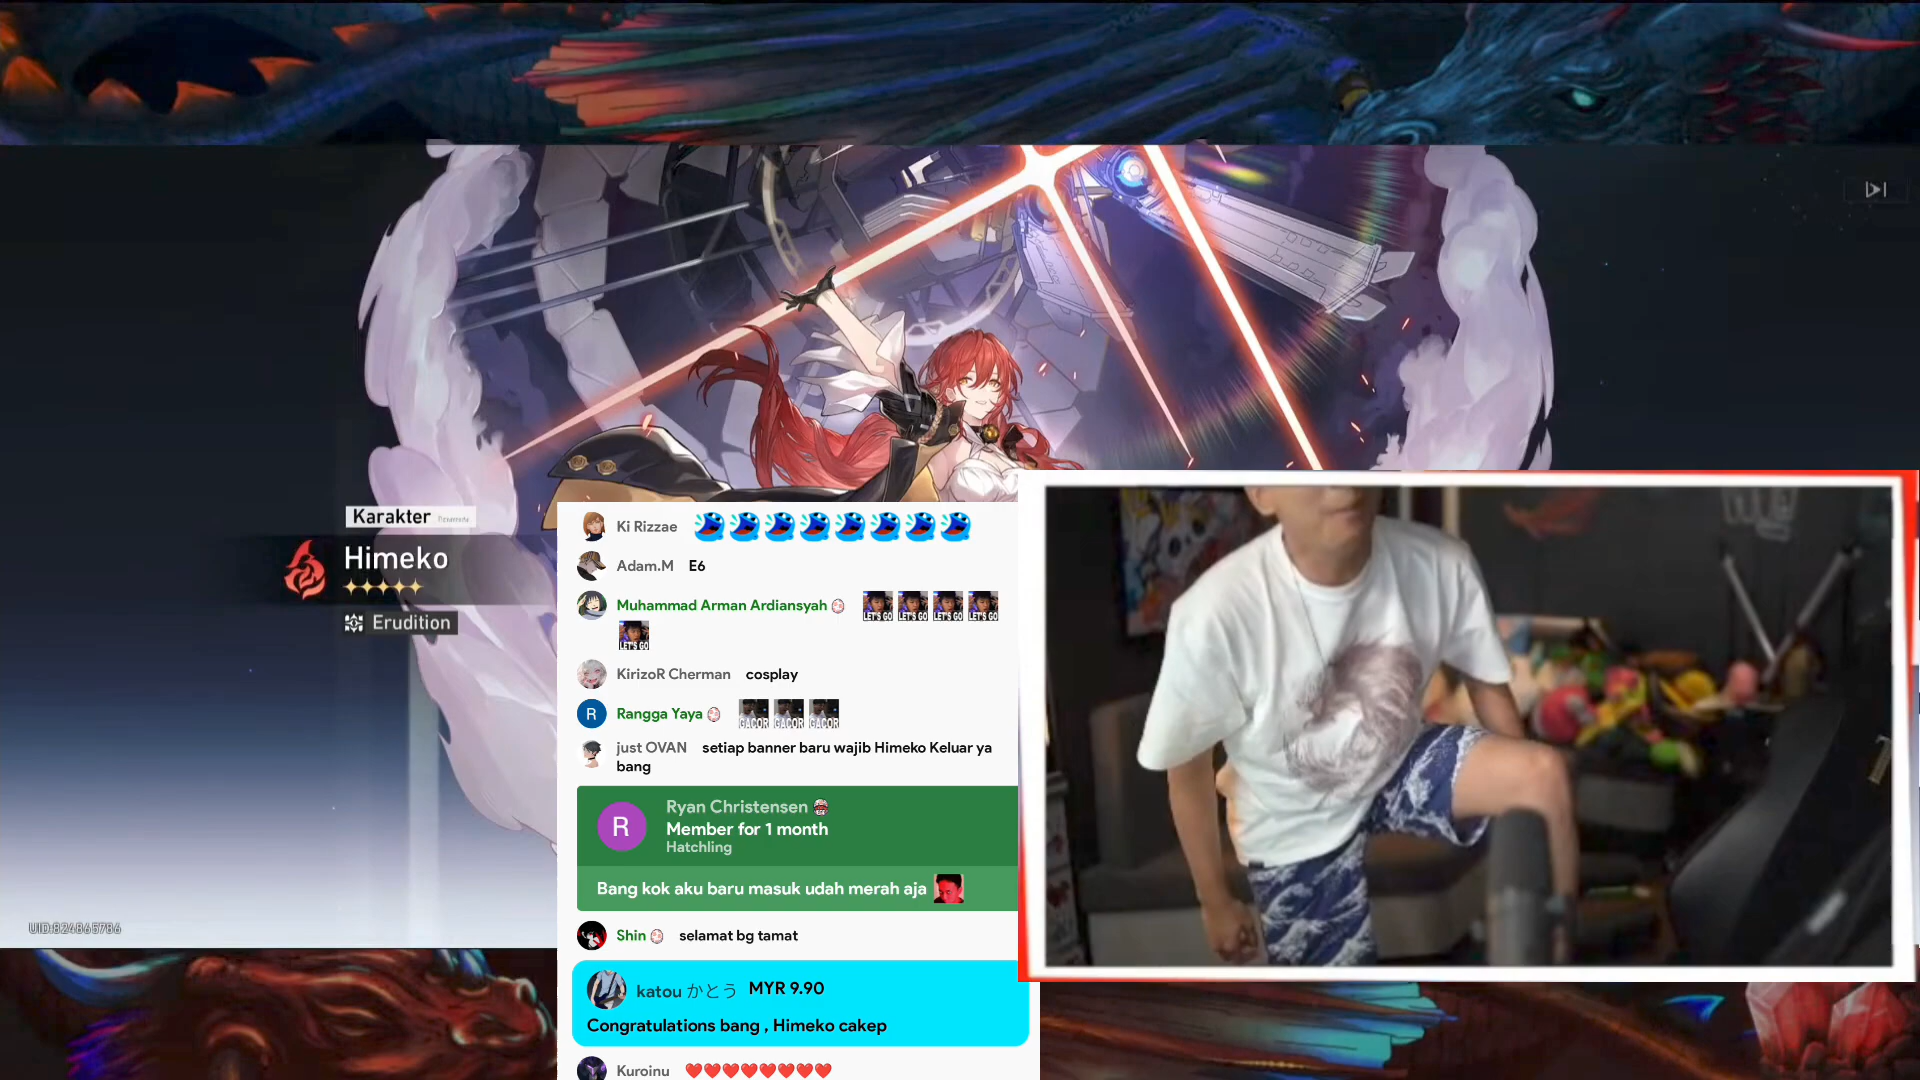 Karakter
Himeko
Erudition
UID:824865786
Ki Rizzae
Adam.M E6
Muhammad Arman Ardiansyah LET'S GO LET'S GO LET'S GO LET'S GO
LET'S GO
KirizoR Cherman cosplay
R Rangga Yaya GACOR GACOR GACOR
just OVAN setiap banner baru wajib Himeko Keluar ya
bang
R
Ryan Christensen
Member for 1 month
Hatchling
Bang kok aku baru masuk udah merah aja
Shin selamat bg tamat
katou かとう MYR 9.90
Congratulations bang , Himeko cakep
Kuroinu ❤️❤️❤️❤️❤️❤️❤️❤️